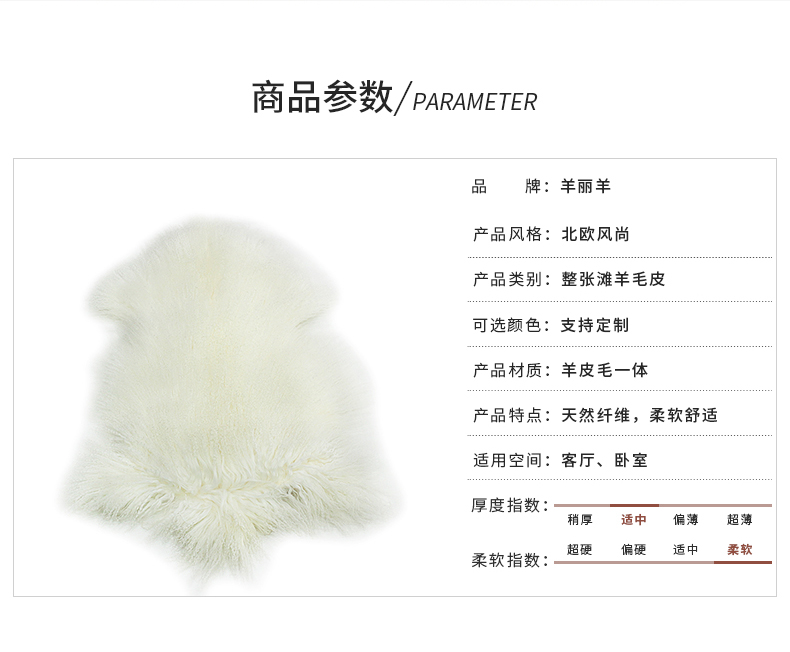 商品参数/PARAMETER
品 牌：羊丽羊
产品风格：北欧风尚
产品类别：整张滩羊毛皮
可选颜色：支持定制
产品材质：羊皮毛一体
产品特点：天然纤维，柔软舒适
适用空间：客厅、卧室
厚度指数：
稍厚 适中 偏薄 超薄
超硬 偏硬 适中 柔软
柔软指数：